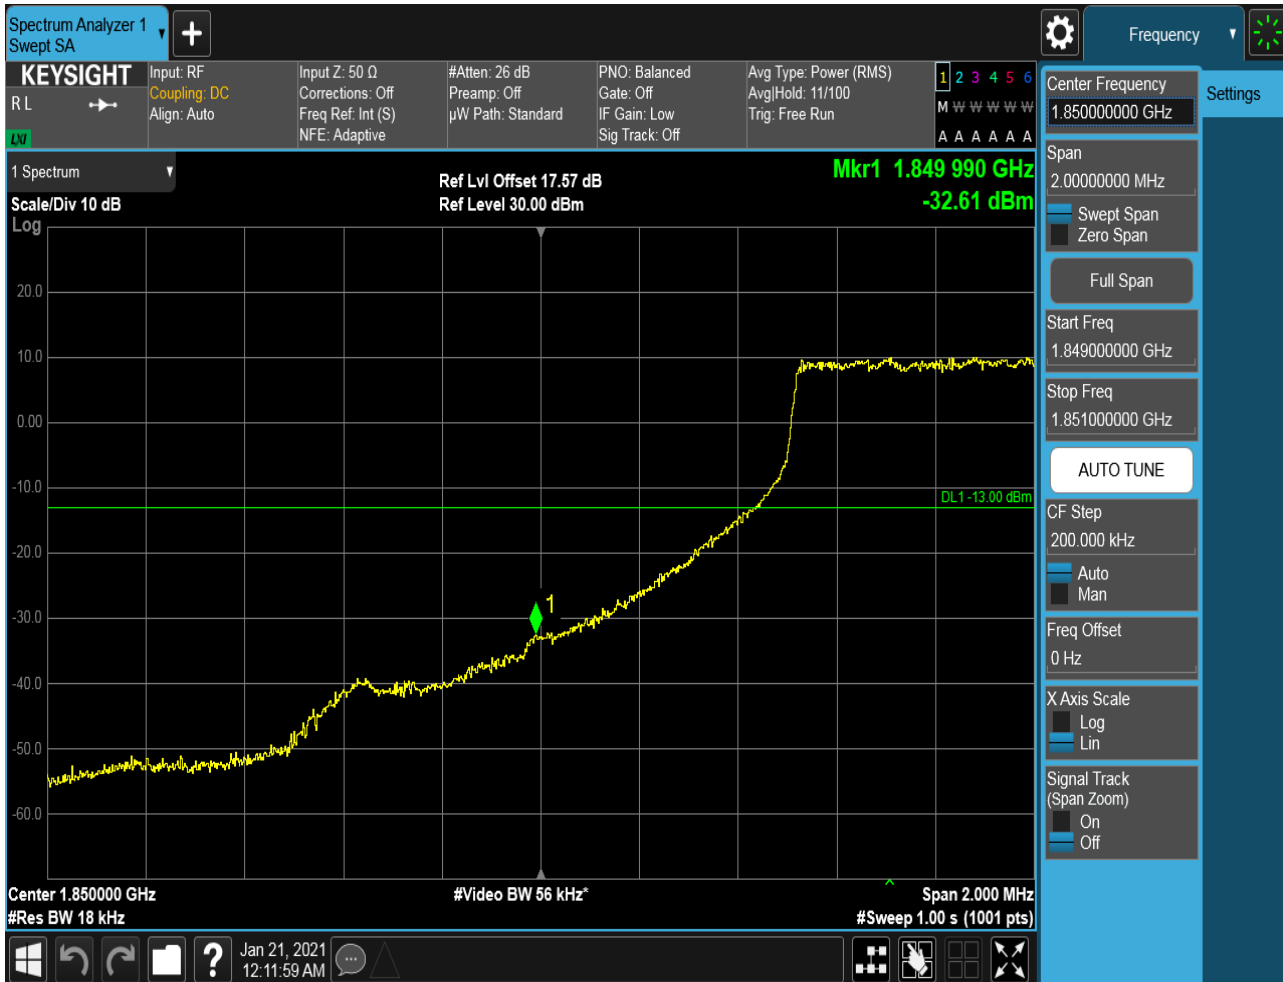 Spectrum Analyzer 1
Swept SA
+
Frequency
KEYSIGHT
R L
LXI
Input: RF
Coupling: DC
Align: Auto
Input Z: 50 Ω
Corrections: Off
Freq Ref: Int (S)
NFE: Adaptive
#Atten: 26 dB
Preamp: Off
µW Path: Standard
PNO: Balanced
Gate: Off
IF Gain: Low
Sig Track: Off
Avg Type: Power (RMS)
Avg|Hold: 11/100
Trig: Free Run
1 2 3 4 5 6
M W W W W W
A A A A A A
1 Spectrum
Scale/Div 10 dB
Log
Ref Lvl Offset 17.57 dB
Ref Level 30.00 dBm
Mkr1 1.849 990 GHz
-32.61 dBm
20.0
10.0
0.00
-10.0
DL1 -13.00 dBm
-20.0
1
-30.0
-40.0
-50.0
-60.0
Center 1.850000 GHz
#Res BW 18 kHz
#Video BW 56 kHz*
Span 2.000 MHz
#Sweep 1.00 s (1001 pts)
?
Jan 21, 2021
12:11:59 AM
Center Frequency
1.850000000 GHz
Settings
Span
2.00000000 MHz
Swept Span
Zero Span
Full Span
Start Freq
1.849000000 GHz
Stop Freq
1.851000000 GHz
AUTO TUNE
CF Step
200.000 kHz
Auto
Man
Freq Offset
0 Hz
X Axis Scale
Log
Lin
Signal Track
(Span Zoom)
On
Off